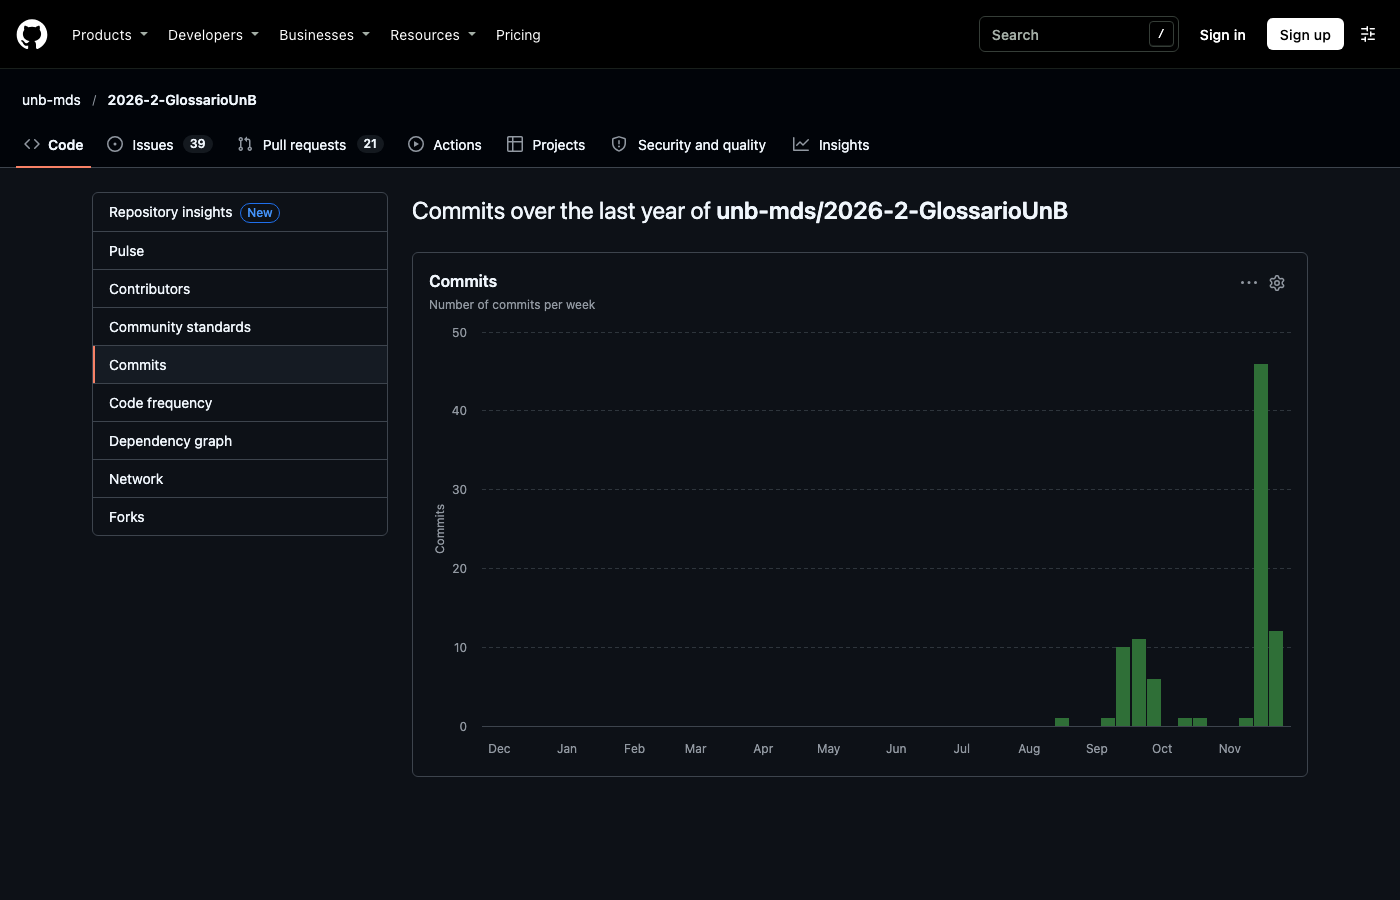 Products Developers Businesses Resources Pricing Search / Sign in Sign up
unb-mds / 2026-2-GlossarioUnB
Code Issues 39 Pull requests 21 Actions Projects Security and quality Insights
Repository insights New
Pulse
Contributors
Community standards
Commits
Code frequency
Dependency graph
Network
Forks
Commits over the last year of unb-mds/2026-2-GlossarioUnB
Commits
Number of commits per week
50
40
30
20
10
0
Commits
Dec Jan Feb Mar Apr May Jun Jul Aug Sep Oct Nov